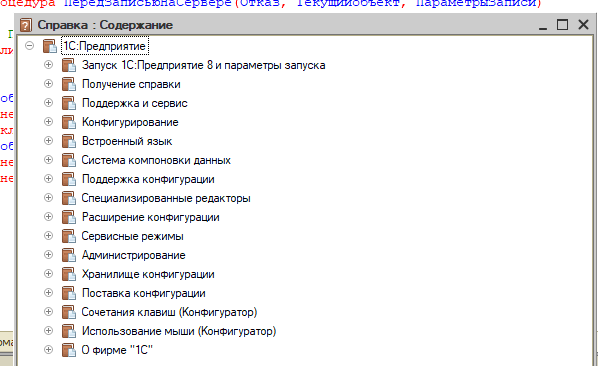 ПередЗаписьюНаСервере(Отказ, ТекущийОбъект, ПараметрыЗаписи)
Справка : Содержание
1С:Предприятие
Запуск 1С:Предприятие 8 и параметры запуска
Получение справки
Поддержка и сервис
Конфигурирование
Встроенный язык
Система компоновки данных
Поддержка конфигурации
Специализированные редакторы
Расширение конфигурации
Сервисные режимы
Администрирование
Хранилище конфигурации
Поставка конфигурации
Сочетания клавиш (Конфигуратор)
Использование мыши (Конфигуратор)
О фирме "1С"